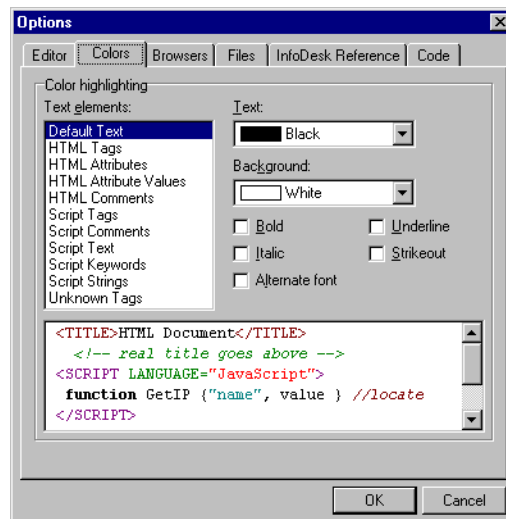 Options
Editor Colors Browsers Files InfoDesk Reference Code
Color highlighting
Text elements:
Default Text
HTML Tags
HTML Attributes
HTML Attribute Values
HTML Comments
Script Tags
Script Comments
Script Text
Script Keywords
Script Strings
Unknown Tags
Text:
Black
Background:
White
Bold Underline
Italic Strikeout
Alternate font
<TITLE>HTML Document</TITLE>
<!-- real title goes above -->
<SCRIPT LANGUAGE="JavaScript">
function GetIP {"name", value } //locate
</SCRIPT>
OK Cancel